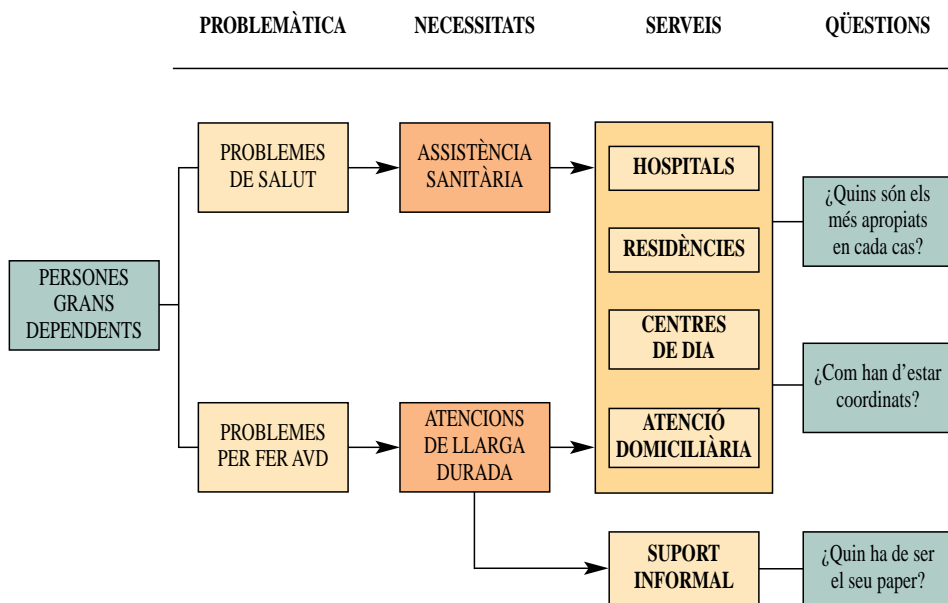 PROBLEMÀTICA
NECESSITATS
SERVEIS
QÜESTIONS
PERSONES
GRANS
DEPENDENTS
PROBLEMES
DE SALUT
ASSISTÈNCIA
SANITÀRIA
HOSPITALS
RESIDÈNCIES
CENTRES
DE DIA
ATENCIÓ
DOMICILIÀRIA
¿Quins són els
més apropiats
en cada cas?
¿Com han d’estar
coordinats?
PROBLEMES
PER FER AVD
ATENCIONS
DE LLARGA
DURADA
SUPORT
INFORMAL
¿Quin ha de ser
el seu paper?